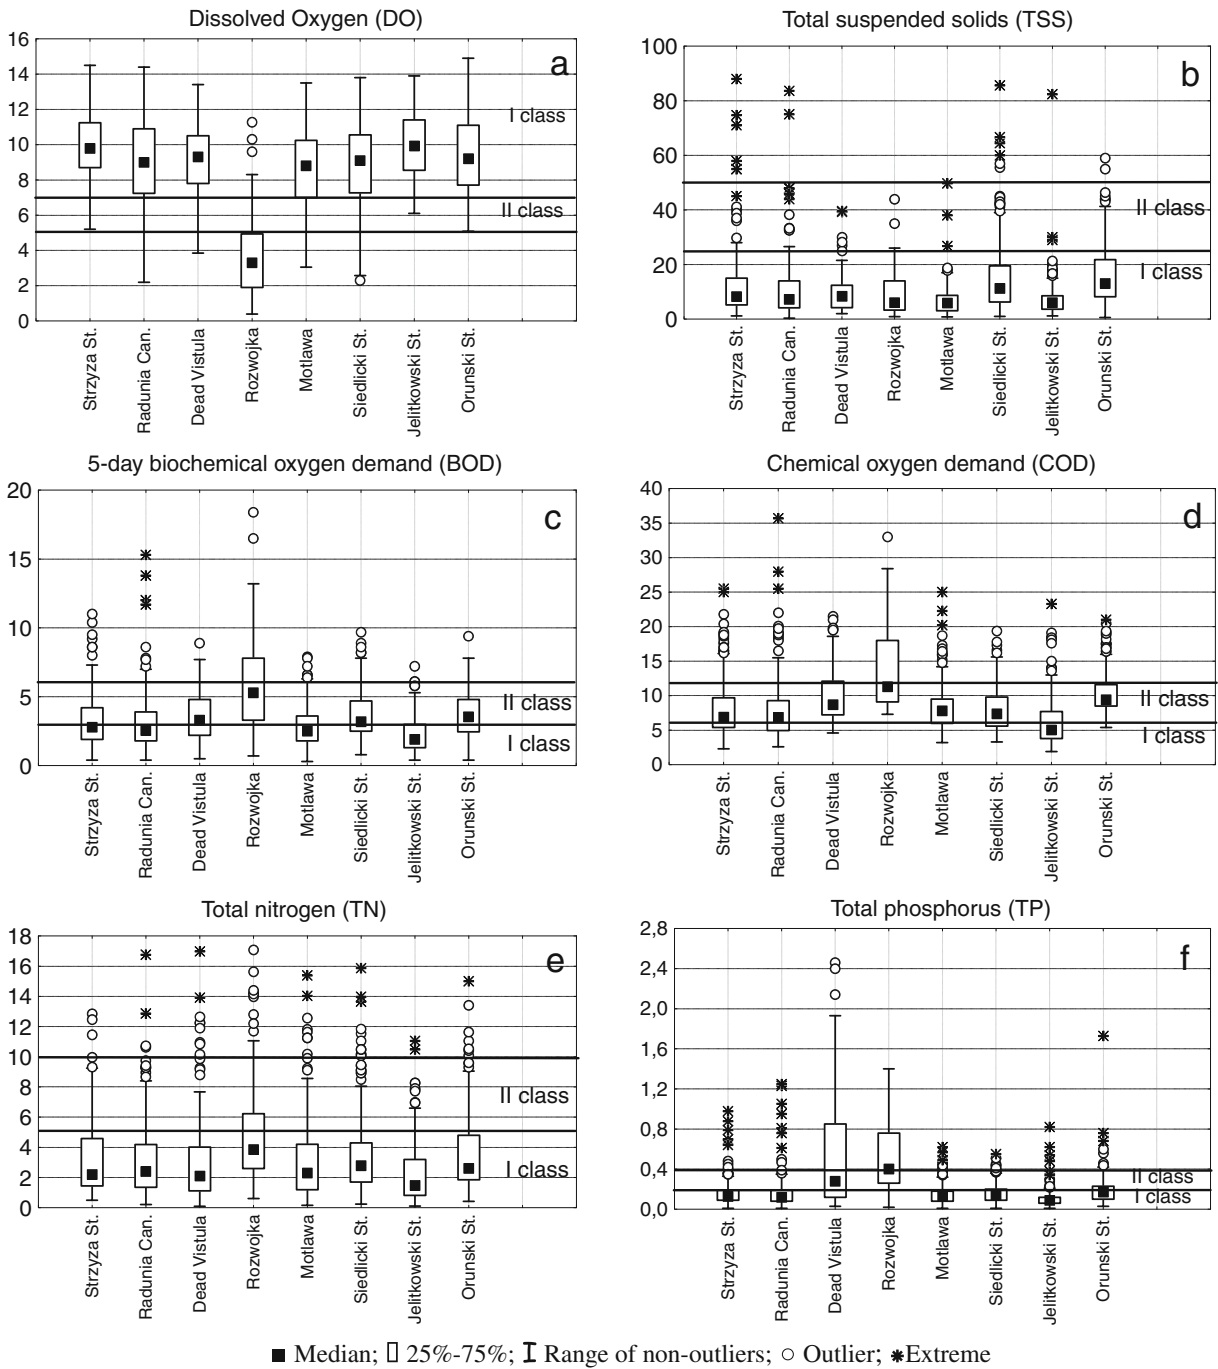 Dissolved Oxygen (DO)
16
14
12
10
8
6
4
2
0
a
I class
II class
Strzyza St.
Radunia Can.
Dead Vistula
Rozwojka
Motlawa
Siedlicki St.
Jelitkowski St.
Orunski St.
Total suspended solids (TSS)
100
80
60
40
20
0
b
II class
I class
Strzyza St.
Radunia Can.
Dead Vistula
Rozwojka
Motlawa
Siedlicki St.
Jelitkowski St.
Orunski St.
5-day biochemical oxygen demand (BOD)
20
15
10
5
0
c
II class
I class
Strzyza St.
Radunia Can.
Dead Vistula
Rozwojka
Motlawa
Siedlicki St.
Jelitkowski St.
Orunski St.
Chemical oxygen demand (COD)
40
35
30
25
20
15
10
5
0
d
II class
I class
Strzyza St.
Radunia Can.
Dead Vistula
Rozwojka
Motlawa
Siedlicki St.
Jelitkowski St.
Orunski St.
Total nitrogen (TN)
18
16
14
12
10
8
6
4
2
0
e
II class
I class
Strzyza St.
Radunia Can.
Dead Vistula
Rozwojka
Motlawa
Siedlicki St.
Jelitkowski St.
Orunski St.
Total phosphorus (TP)
2,8
2,4
2,0
1,6
1,2
0,8
0,4
0,0
f
II class
I class
Strzyza St.
Radunia Can.
Dead Vistula
Rozwojka
Motlawa
Siedlicki St.
Jelitkowski St.
Orunski St.
Median; 25%-75%; Range of non-outliers; Outlier; Extreme